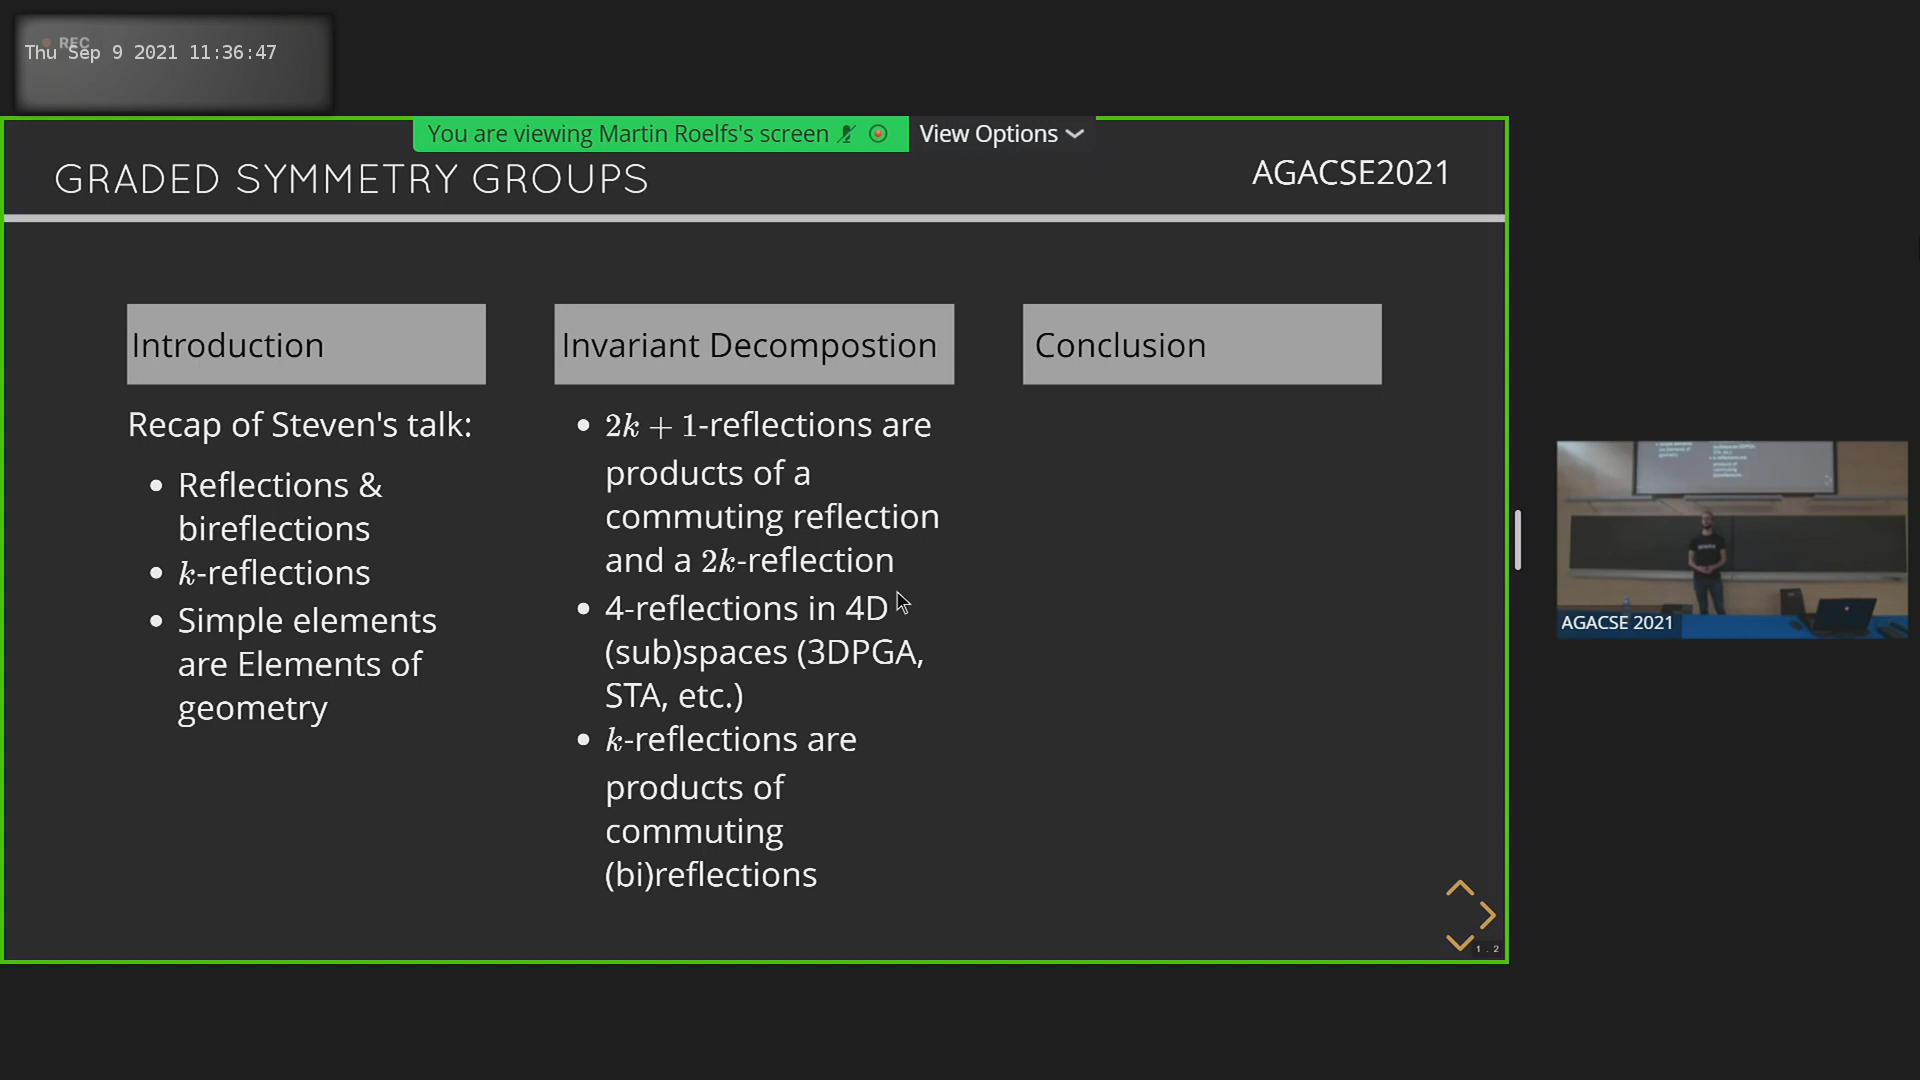 REC
Thu Sep 9 2021 11:36:47
You are viewing Martin Roelfs's screen
View Options
GRADED SYMMETRY GROUPS
AGACSE2021
Introduction
Recap of Steven's talk:
• Reflections &
bireflections
• k-reflections
• Simple elements
are Elements of
geometry
Invariant Decompostion
• 2k + 1-reflections are
products of a
commuting reflection
and a 2k-reflection
• 4-reflections in 4D
(sub)spaces (3DPGA,
STA, etc.)
• k-reflections are
products of
commuting
(bi)reflections
Conclusion
1.2
AGACSE 2021